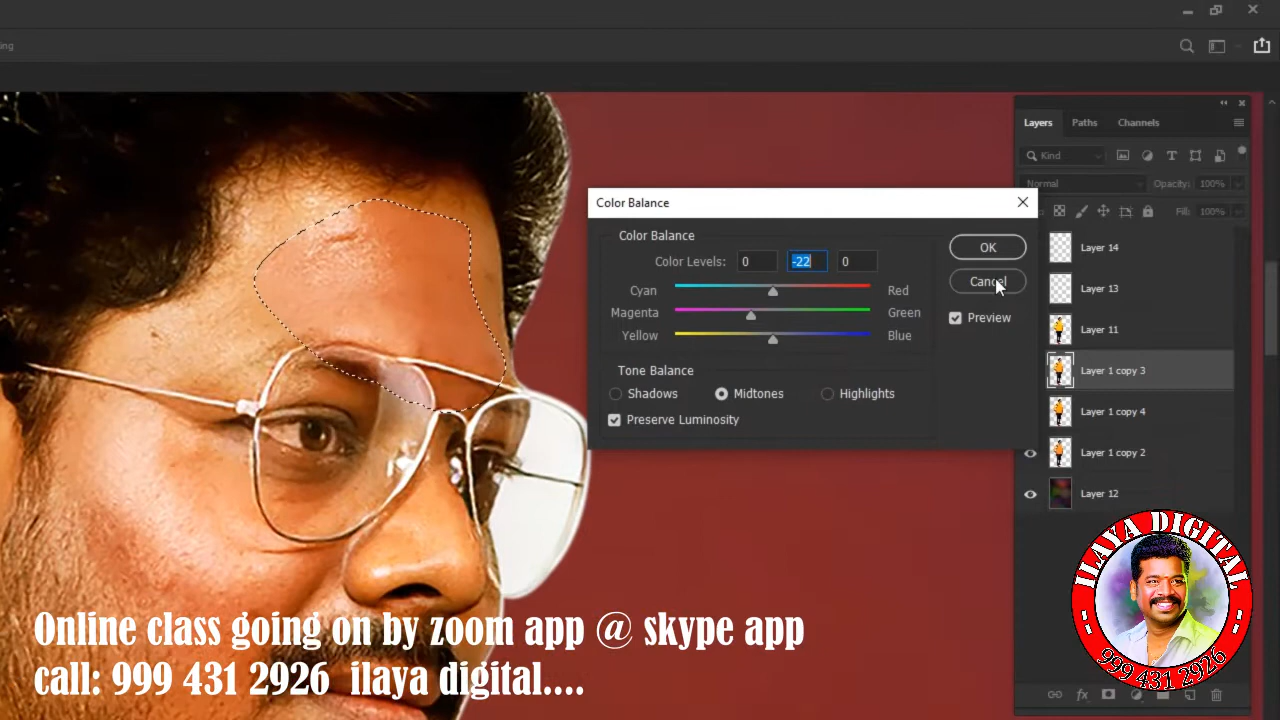 ing
Layers Paths Channels
Kind
Normal Opacity: 100%
Fill: 100%
Color Balance
Color Balance
Color Levels: 0 -22 0
Cyan Red
Magenta Green
Yellow Blue
OK
Cancel
Preview
Tone Balance
Shadows Midtones Highlights
Preserve Luminosity
Layer 14
Layer 13
Layer 11
Layer 1 copy 3
Layer 1 copy 4
Layer 1 copy 2
Layer 12
fx
ILAYA DIGITAL
999 431 2926
Online class going on by zoom app @ skype app
call: 999 431 2926 ilaya digital....